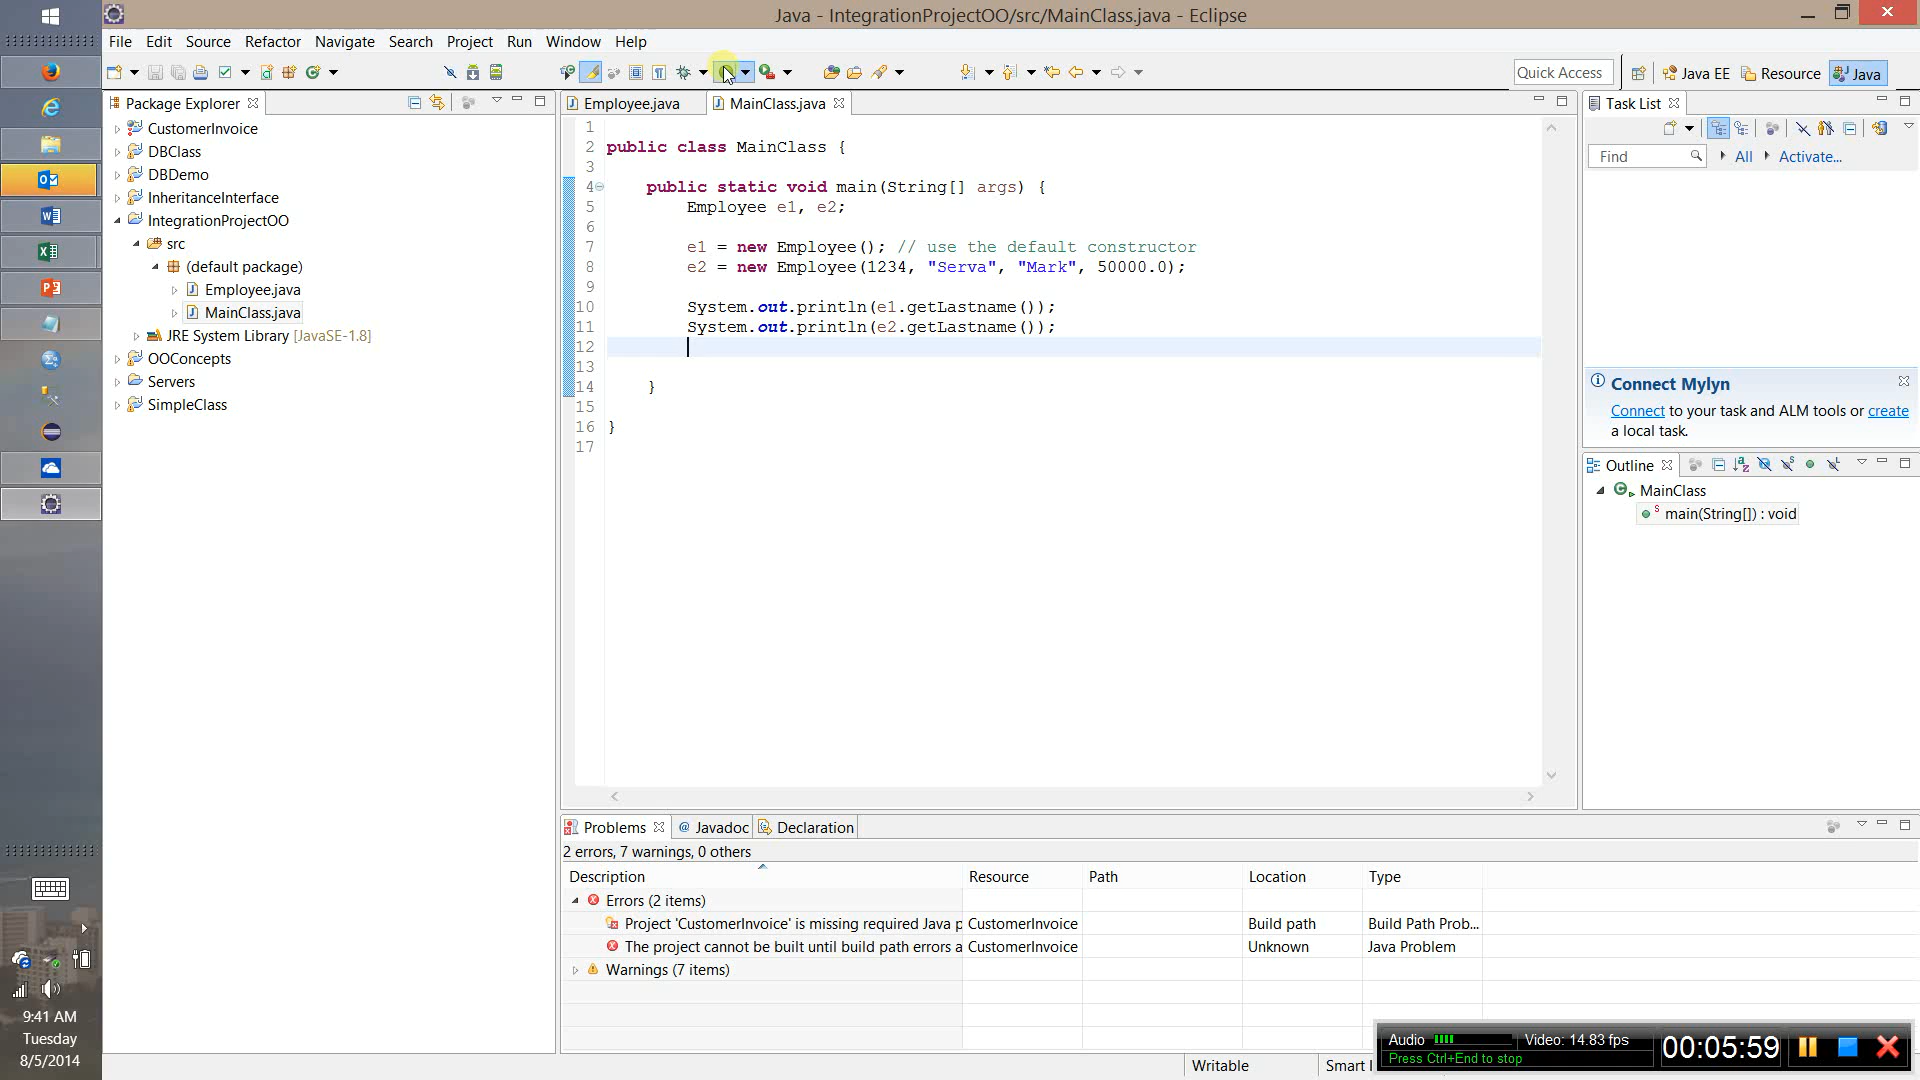 Java - IntegrationProjectOO/src/MainClass.java - Eclipse
File Edit Source Refactor Navigate Search Project Run Window Help
Quick Access
Java EE
Resource
Java
Package Explorer
CustomerInvoice
DBClass
DBDemo
InheritanceInterface
IntegrationProjectOO
src
(default package)
Employee.java
MainClass.java
JRE System Library [JavaSE-1.8]
OOConcepts
Servers
SimpleClass
Employee.java
MainClass.java
1
2 public class MainClass {
3
4 public static void main(String[] args) {
5 Employee e1, e2;
6
7 e1 = new Employee(); // use the default constructor
8 e2 = new Employee(1234, "Serva", "Mark", 50000.0);
9
10 System.out.println(e1.getLastname());
11 System.out.println(e2.getLastname());
12
13
14 }
15
16 }
17
Task List
Find
All
Activate...
Connect Mylyn
Connect to your task and ALM tools or create
a local task.
Outline
MainClass
main(String[]) : void
Problems
@ Javadoc
Declaration
2 errors, 7 warnings, 0 others
Description Resource Path Location Type
Errors (2 items)
Project 'CustomerInvoice' is missing required Java p CustomerInvoice Build path Build Path Prob...
The project cannot be built until build path errors a CustomerInvoice Unknown Java Problem
Warnings (7 items)
Writable
Smart I
Audio
Video: 14.83 fps
Press Ctrl+End to stop
00:05:59
9:41 AM
Tuesday
8/5/2014